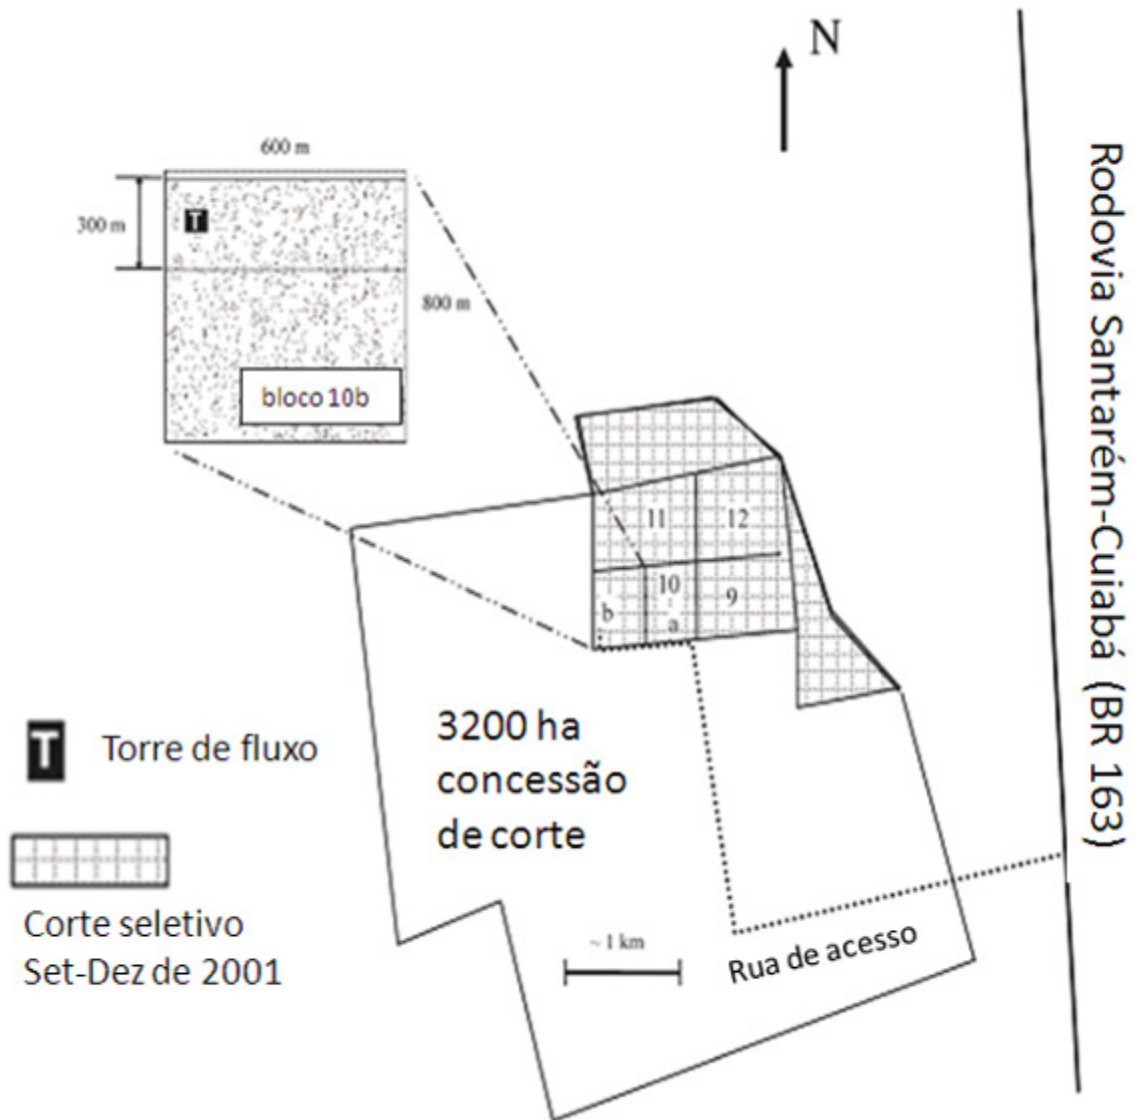 N
600 m
300 m
T
800 m
bloco 10b
11
12
10
9
b
a
3200 ha
concessão
de corte
T
Torre de fluxo
Corte seletivo
Set-Dez de 2001
~ 1 km
Rua de acesso
Rodovia Santarém-Cuiabá (BR 163)